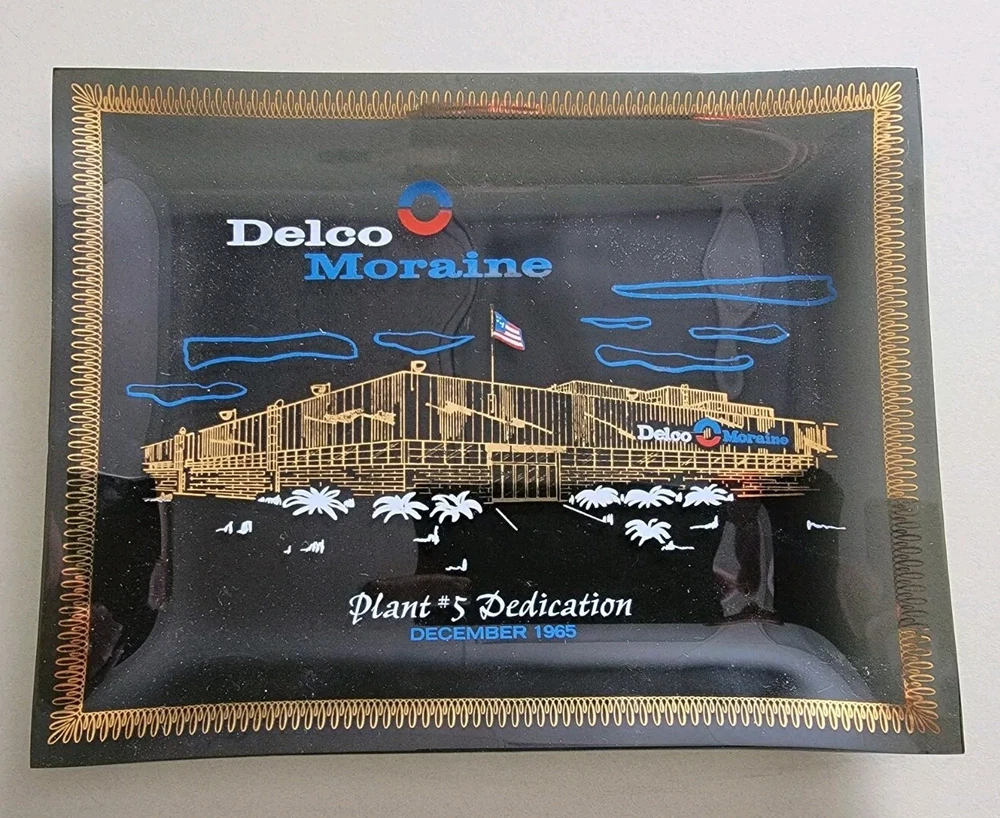 Delco
Moraine
Delco Moraine
Plant #5 Dedication
DECEMBER 1965